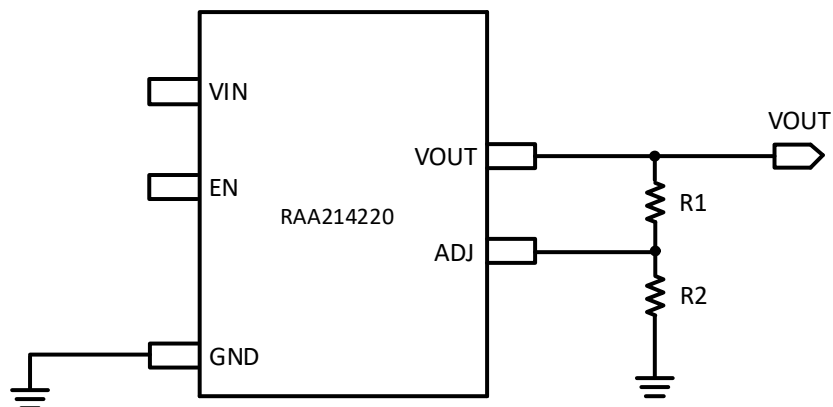 VIN
EN
GND
RAA214220
VOUT
ADJ
VOUT
R1
R2